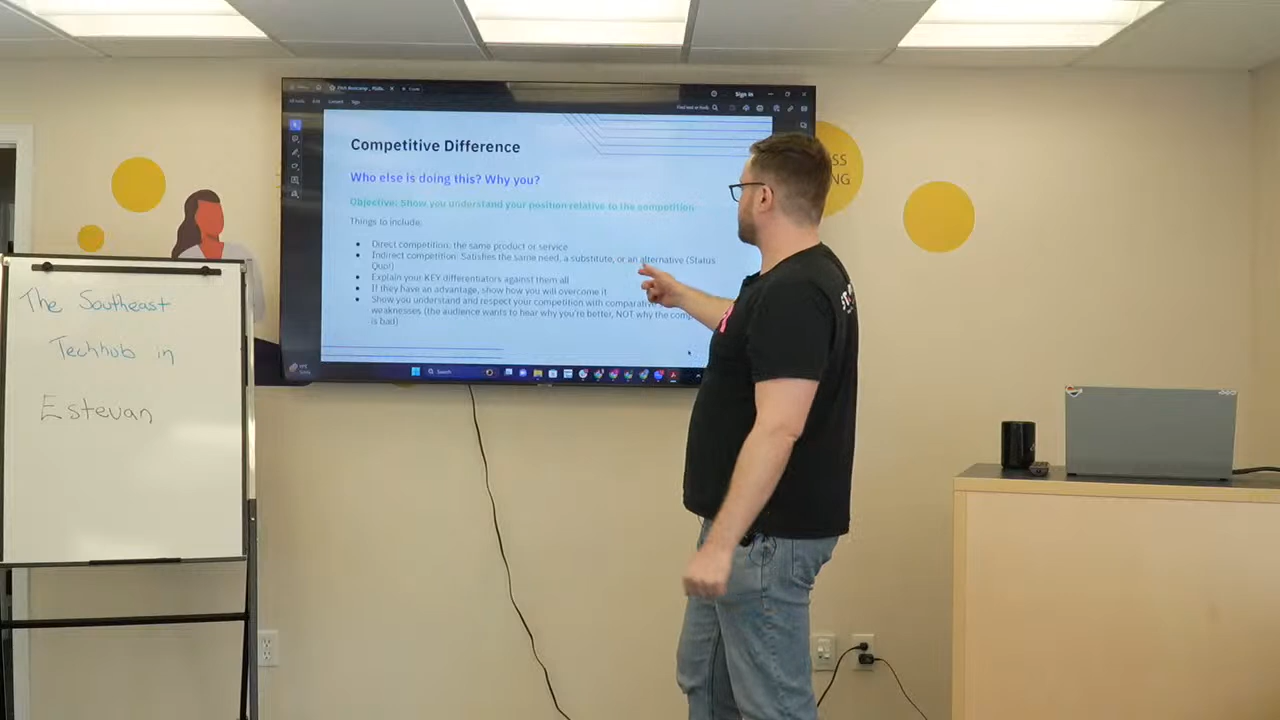 Sign in
Competitive Difference
Who else is doing this? Why you?
Objective: Show you understand your position relative to the competition
Things to include:
Direct competition: the same product or service
Indirect competition: Satisfies the same need, a substitute, or an alternative (Status
Quo!)
Explain your KEY differentiators against them all
If they have an advantage, show how you will overcome it
Show you understand and respect your competition with comparative
weaknesses (the audience wants to hear why you're better, NOT why the comp
is bad)
Search
The Southeast
Techhub in
Estevan